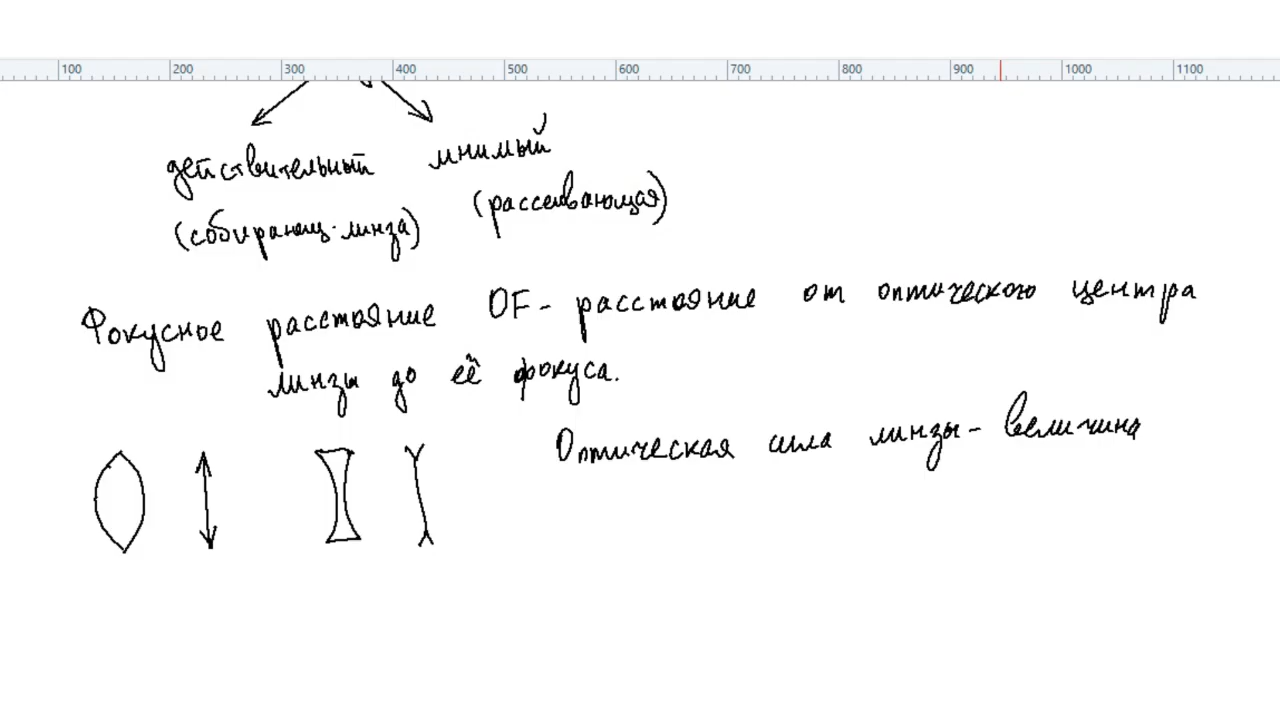 100 200 300 400 500 600 700 800 900 1000 1100
действительный мнимый
(собирающ. линза) (рассеивающая)
Фокусное расстояние OF - расстояние от оптического центра
линзы до её фокуса.
Оптическая сила линзы - величина